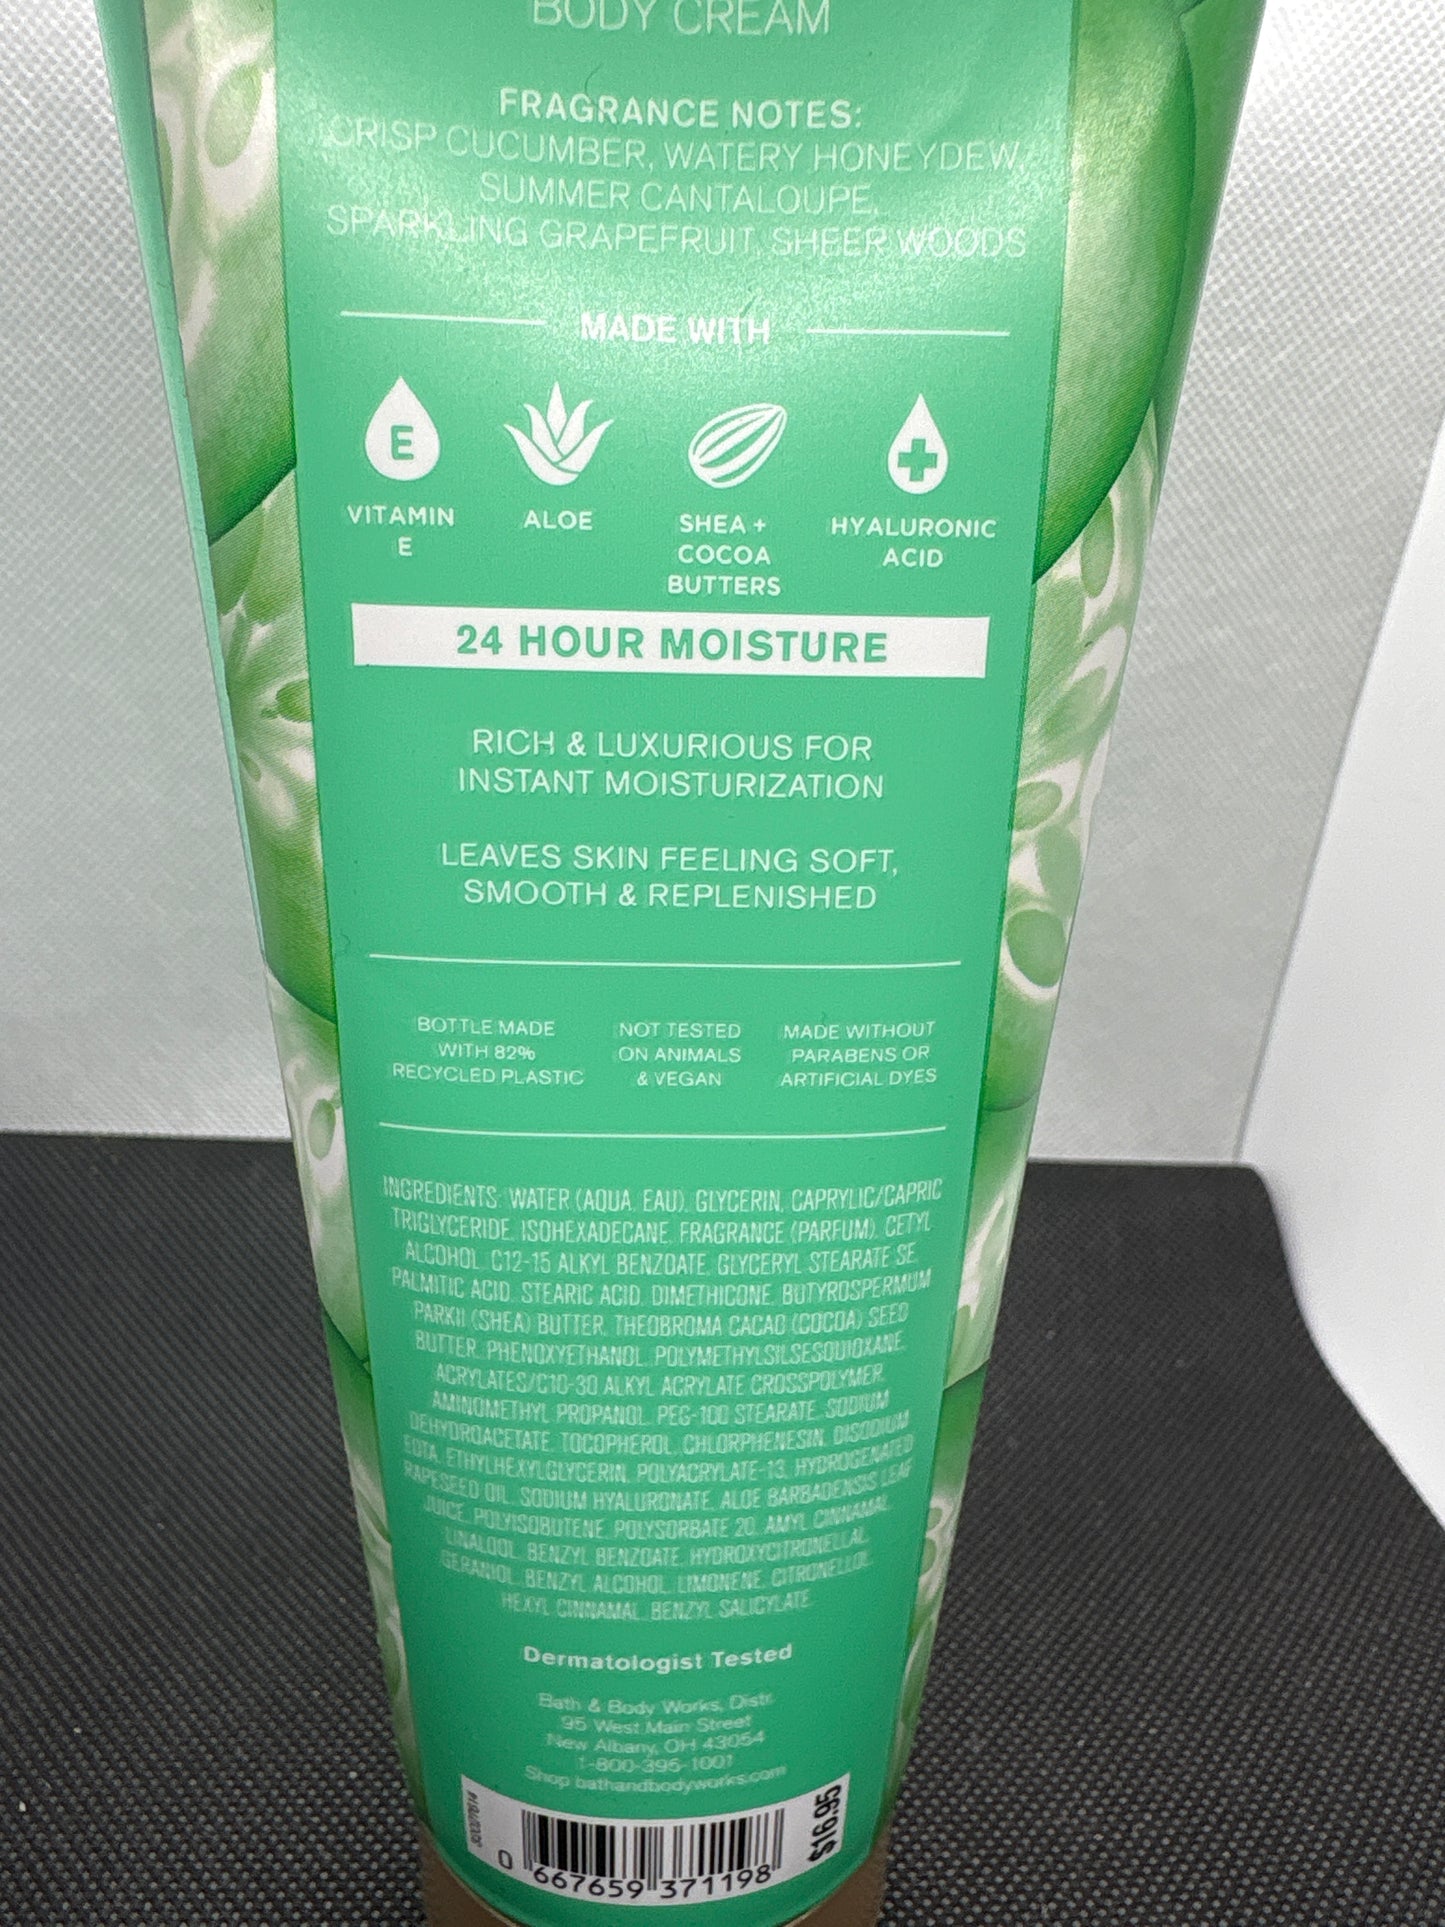 BODY CREAM
FRAGRANCE NOTES:
CRISP CUCUMBER, WATERY HONEYDEW,
SUMMER CANTALOUPE,
SPARKLING GRAPEFRUIT, SHEER WOODS
MADE WITH
E
VITAMIN
E
ALOE
SHEA +
COCOA
BUTTERS
HYALURONIC
ACID
24 HOUR MOISTURE
RICH & LUXURIOUS FOR
INSTANT MOISTURIZATION
LEAVES SKIN FEELING SOFT,
SMOOTH & REPLENISHED
BOTTLE MADE
WITH 82%
RECYCLED PLASTIC
NOT TESTED
ON ANIMALS
& VEGAN
MADE WITHOUT
PARABENS OR
ARTIFICIAL DYES
INGREDIENTS: WATER (AQUA, EAU), GLYCERIN, CAPRYLIC/CAPRIC
TRIGLYCERIDE, ISOHEXADECANE, FRAGRANCE (PARFUM), CETYL
ALCOHOL, C12-15 ALKYL BENZOATE, GLYCERYL STEARATE SE,
PALMITIC ACID, STEARIC ACID, DIMETHICONE, BUTYROSPERMUM
PARKII (SHEA) BUTTER, THEOBROMA CACAO (COCOA) SEED
BUTTER, PHENOXYETHANOL, POLYMETHYLSILSESQUIOXANE,
ACRYLATES/C10-30 ALKYL ACRYLATE CROSSPOLYMER,
AMINOMETHYL PROPANOL, PEG-100 STEARATE, SODIUM
DEHYDROACETATE, TOCOPHEROL, CHLORPHENESIN, DISODIUM
EDTA, ETHYLHEXYLGLYCERIN, POLYACRYLATE-13, HYDROGENATED
RAPESEED OIL, SODIUM HYALURONATE, ALOE BARBADENSIS LEAF
JUICE, POLYISOBUTENE, POLYSORBATE 20, AMYL CINNAMAL,
LINALOOL, BENZYL BENZOATE, HYDROXYCITRONELLAL,
GERANIOL, BENZYL ALCOHOL, LIMONENE, CITRONELLOL,
HEXYL CINNAMAL, BENZYL SALICYLATE
Dermatologist Tested
Bath & Body Works, Distr.
95 West Main Street
New Albany, OH 43054
1-800-395-1001
Shop bathandbodyworks.com
$16.95
0 667659 371198